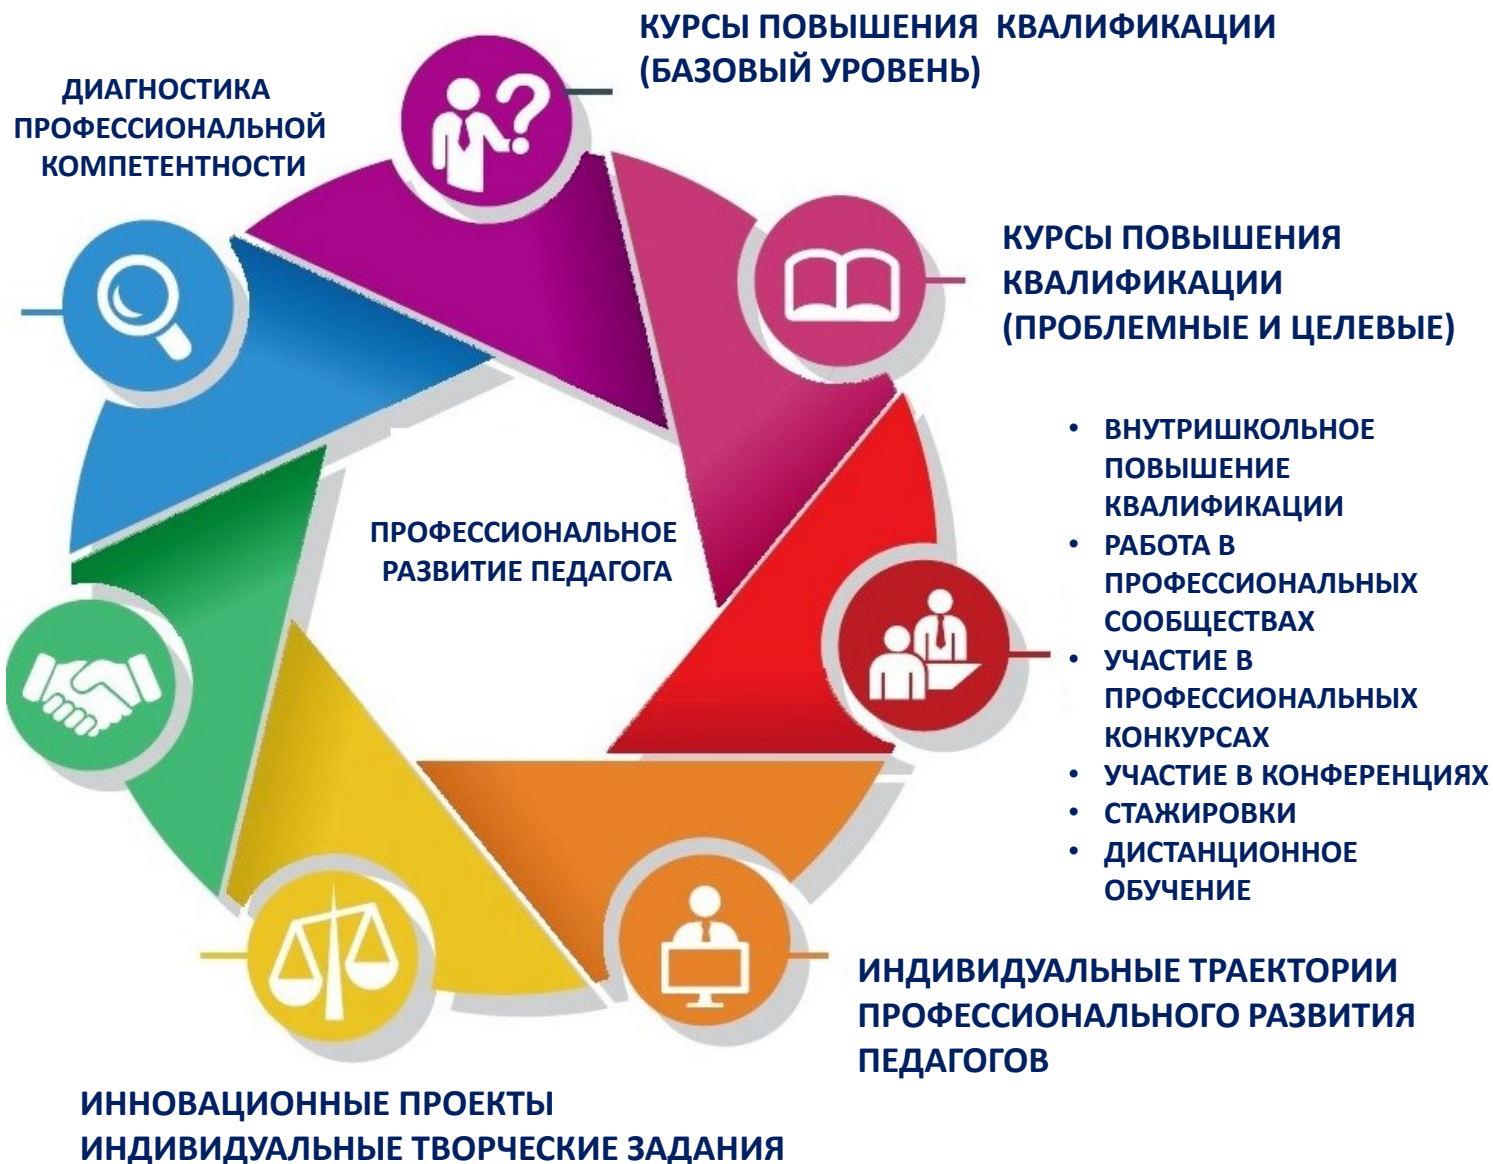 КУРСЫ ПОВЫШЕНИЯ КВАЛИФИКАЦИИ
(БАЗОВЫЙ УРОВЕНЬ)
ДИАГНОСТИКА
ПРОФЕССИОНАЛЬНОЙ
КОМПЕТЕНТНОСТИ
КУРСЫ ПОВЫШЕНИЯ
КВАЛИФИКАЦИИ
(ПРОБЛЕМНЫЕ И ЦЕЛЕВЫЕ)
• ВНУТРИШКОЛЬНОЕ
ПОВЫШЕНИЕ
КВАЛИФИКАЦИИ
• РАБОТА В
ПРОФЕССИОНАЛЬНЫХ
СООБЩЕСТВАХ
• УЧАСТИЕ В
ПРОФЕССИОНАЛЬНЫХ
КОНКУРСАХ
• УЧАСТИЕ В КОНФЕРЕНЦИЯХ
• СТАЖИРОВКИ
• ДИСТАНЦИОННОЕ
ОБУЧЕНИЕ
ПРОФЕССИОНАЛЬНОЕ
РАЗВИТИЕ ПЕДАГОГА
ИНДИВИДУАЛЬНЫЕ ТРАЕКТОРИИ
ПРОФЕССИОНАЛЬНОГО РАЗВИТИЯ
ПЕДАГОГОВ
ИННОВАЦИОННЫЕ ПРОЕКТЫ
ИНДИВИДУАЛЬНЫЕ ТВОРЧЕСКИЕ ЗАДАНИЯ